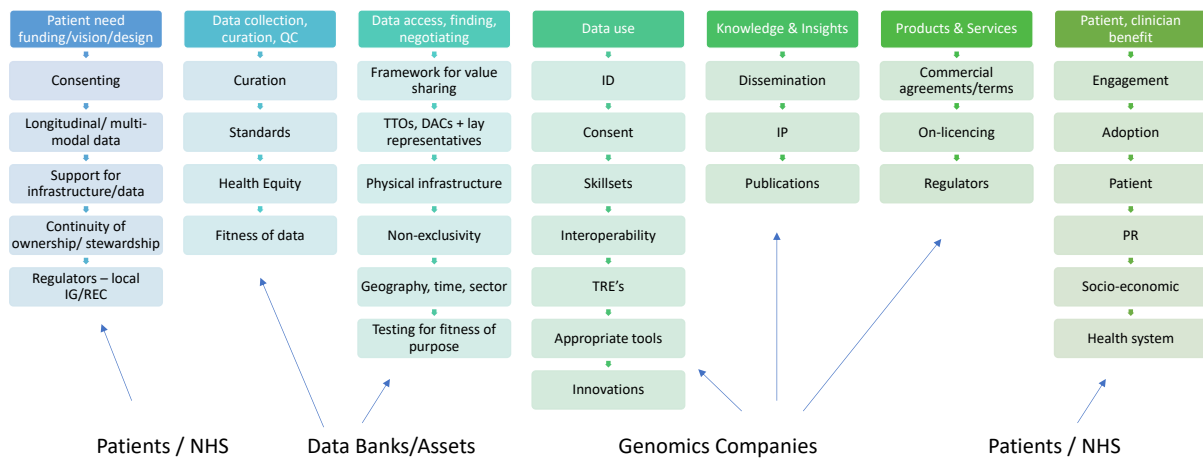 Patient need
funding/vision/design
Consenting
Longitudinal/ multi-
modal data
Support for
infrastructure/data
Continuity of
ownership/ stewardship
Regulators – local
IG/REC
Data collection,
curation, QC
Curation
Standards
Health Equity
Fitness of data
Data access, finding,
negotiating
Framework for value
sharing
TTOs, DACs + lay
representatives
Physical infrastructure
Non-exclusivity
Geography, time, sector
Testing for fitness of
purpose
Data use
ID
Consent
Skillsets
Interoperability
TRE's
Appropriate tools
Innovations
Knowledge & Insights
Dissemination
IP
Publications
Products & Services
Commercial
agreements/terms
On-licencing
Regulators
Patient, clinician
benefit
Engagement
Adoption
Patient
PR
Socio-economic
Health system
Patients / NHS
Data Banks/Assets
Genomics Companies
Patients / NHS